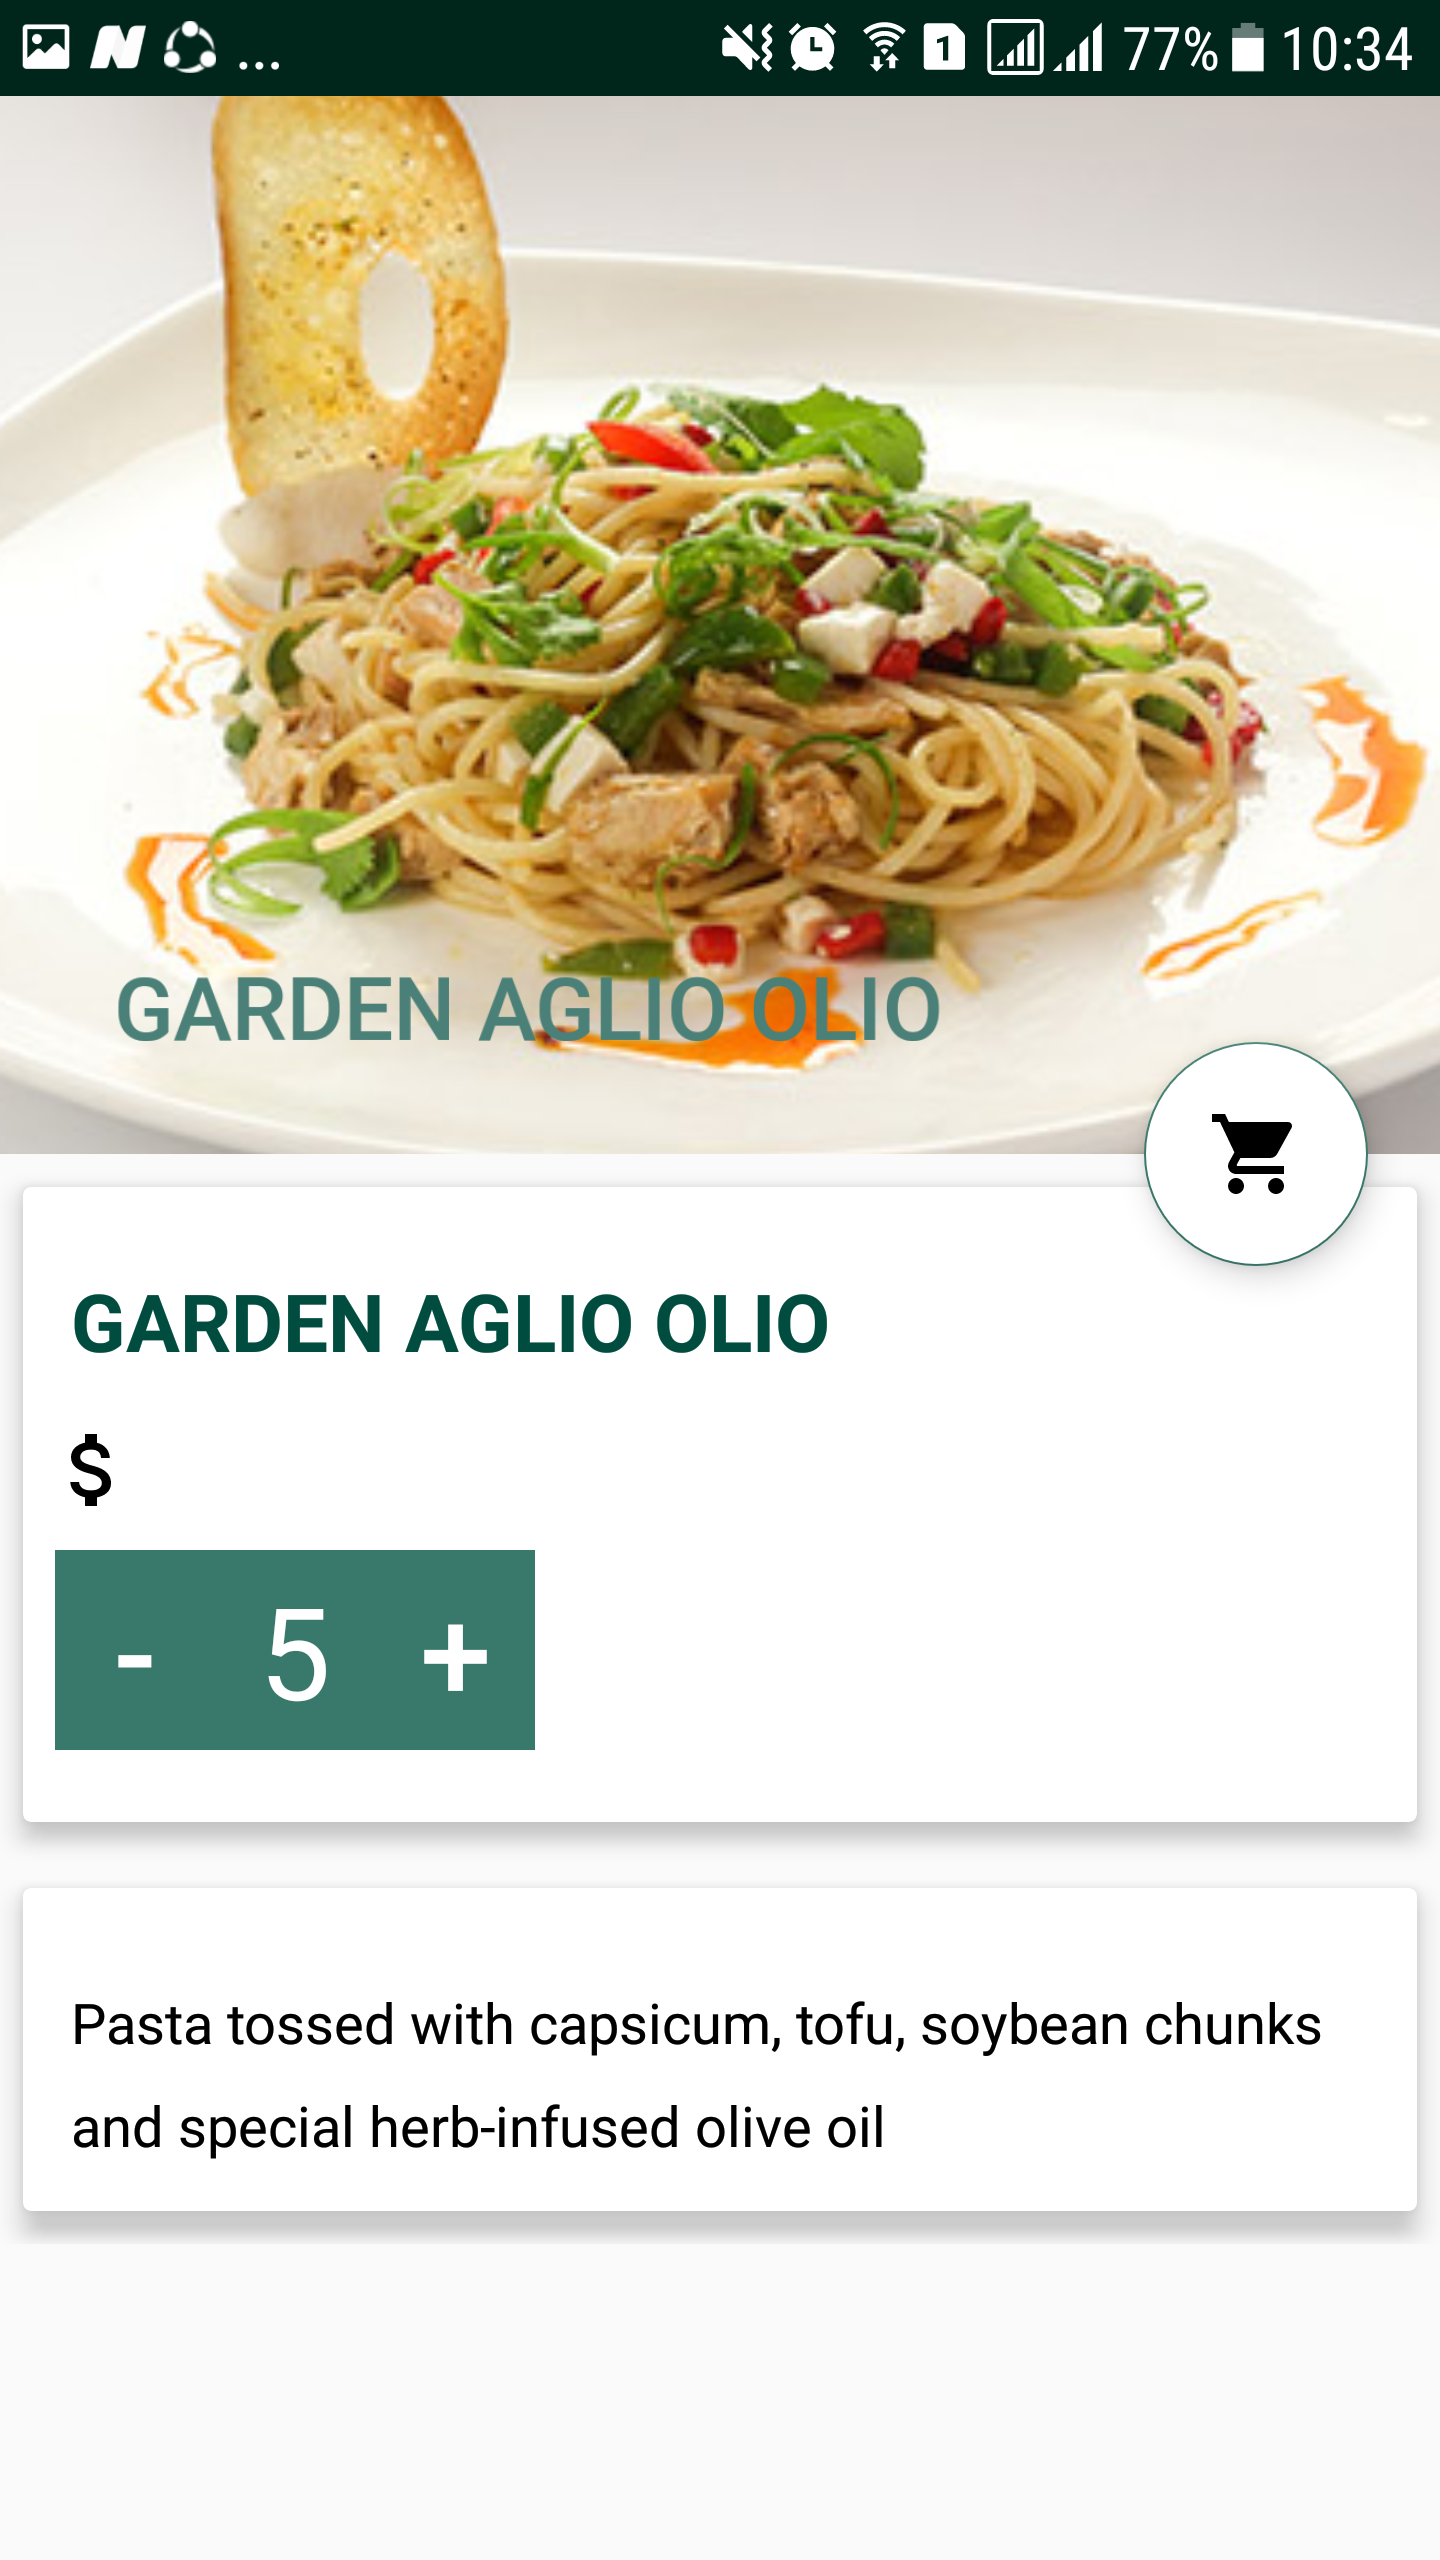 ... 1 77% 10:34
GARDEN AGLIO OLIO
GARDEN AGLIO OLIO
$
- 5 +
Pasta tossed with capsicum, tofu, soybean chunks
and special herb-infused olive oil